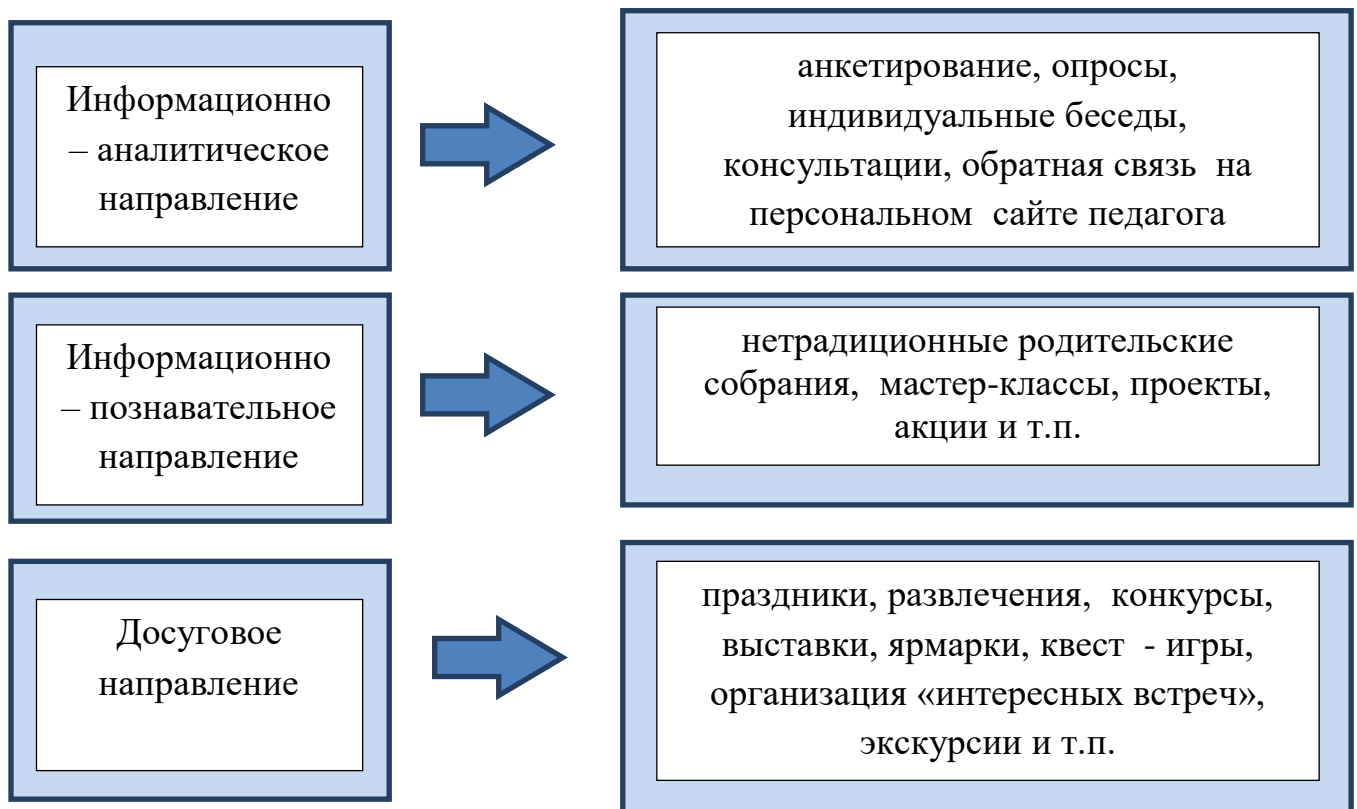 Информационно
– аналитическое
направление
анкетирование, опросы,
индивидуальные беседы,
консультации, обратная связь на
персональном сайте педагога
Информационно
– познавательное
направление
нетрадиционные родительские
собрания, мастер-классы, проекты,
акции и т.п.
Досуговое
направление
праздники, развлечения, конкурсы,
выставки, ярмарки, квест - игры,
организация «интересных встреч»,
экскурсии и т.п.